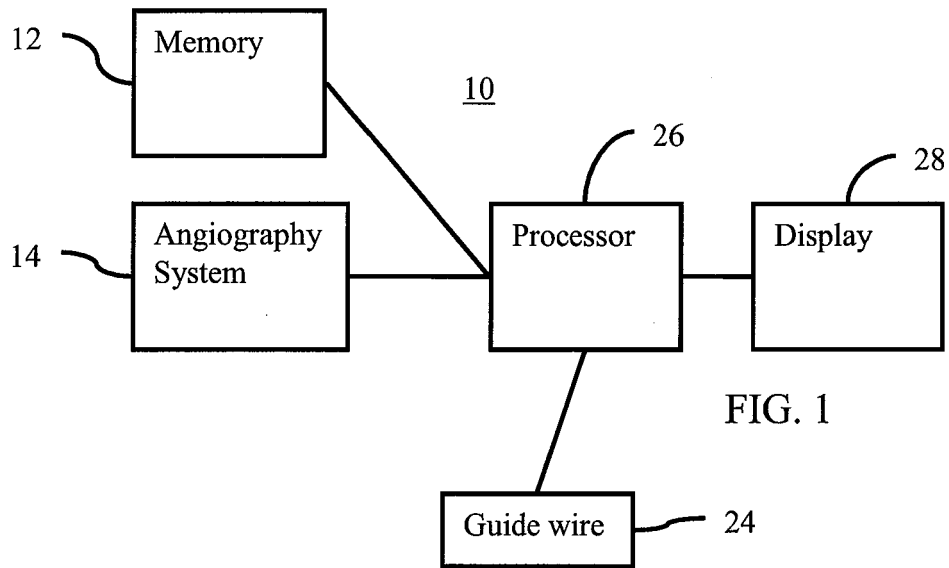 12
Memory
10
26
28
14
Angiography
System
Processor
Display
FIG. 1
Guide wire
24